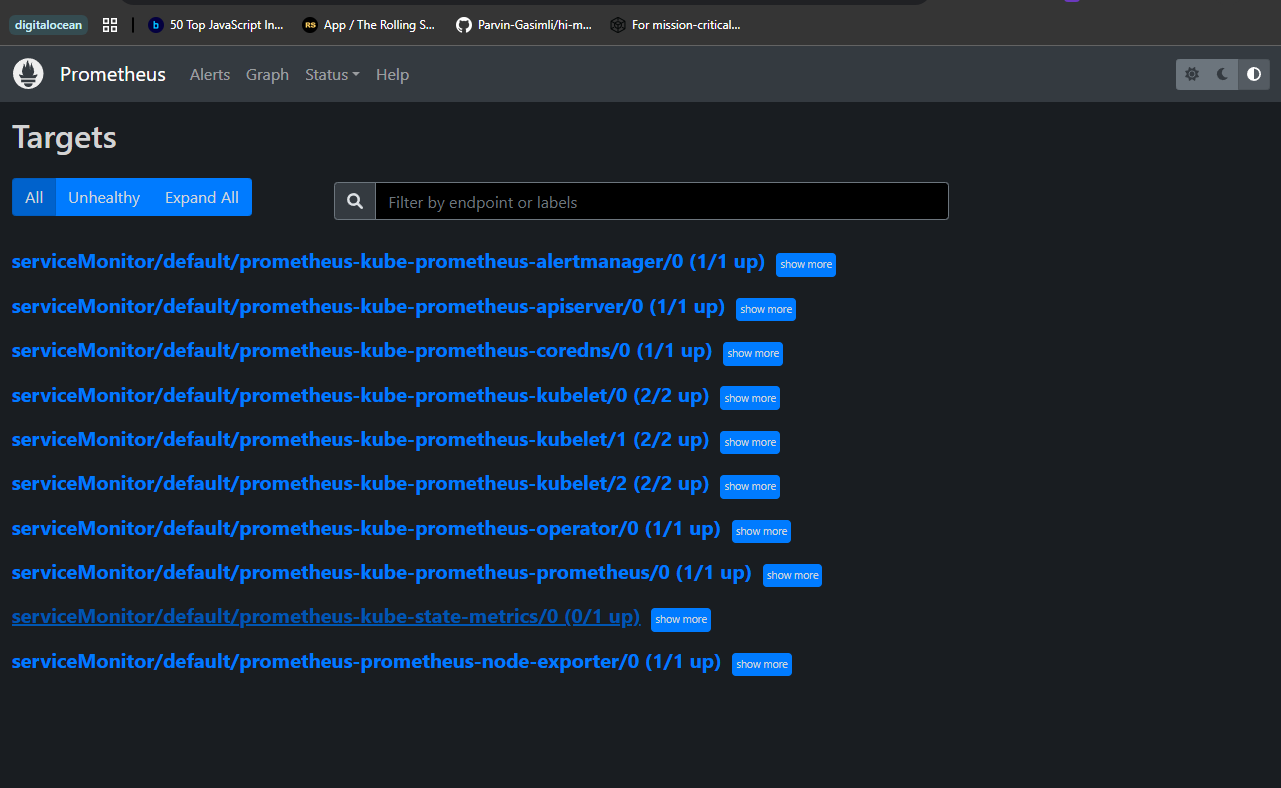 digitalocean 50 Top JavaScript In... RS App / The Rolling S... Parvin-Gasimli/hi-m... For mission-critical...
Prometheus Alerts Graph Status Help
Targets
All Unhealthy Expand All Filter by endpoint or labels
serviceMonitor/default/prometheus-kube-prometheus-alertmanager/0 (1/1 up) show more
serviceMonitor/default/prometheus-kube-prometheus-apiserver/0 (1/1 up) show more
serviceMonitor/default/prometheus-kube-prometheus-coredns/0 (1/1 up) show more
serviceMonitor/default/prometheus-kube-prometheus-kubelet/0 (2/2 up) show more
serviceMonitor/default/prometheus-kube-prometheus-kubelet/1 (2/2 up) show more
serviceMonitor/default/prometheus-kube-prometheus-kubelet/2 (2/2 up) show more
serviceMonitor/default/prometheus-kube-prometheus-operator/0 (1/1 up) show more
serviceMonitor/default/prometheus-kube-prometheus-prometheus/0 (1/1 up) show more
serviceMonitor/default/prometheus-kube-state-metrics/0 (0/1 up) show more
serviceMonitor/default/prometheus-prometheus-node-exporter/0 (1/1 up) show more